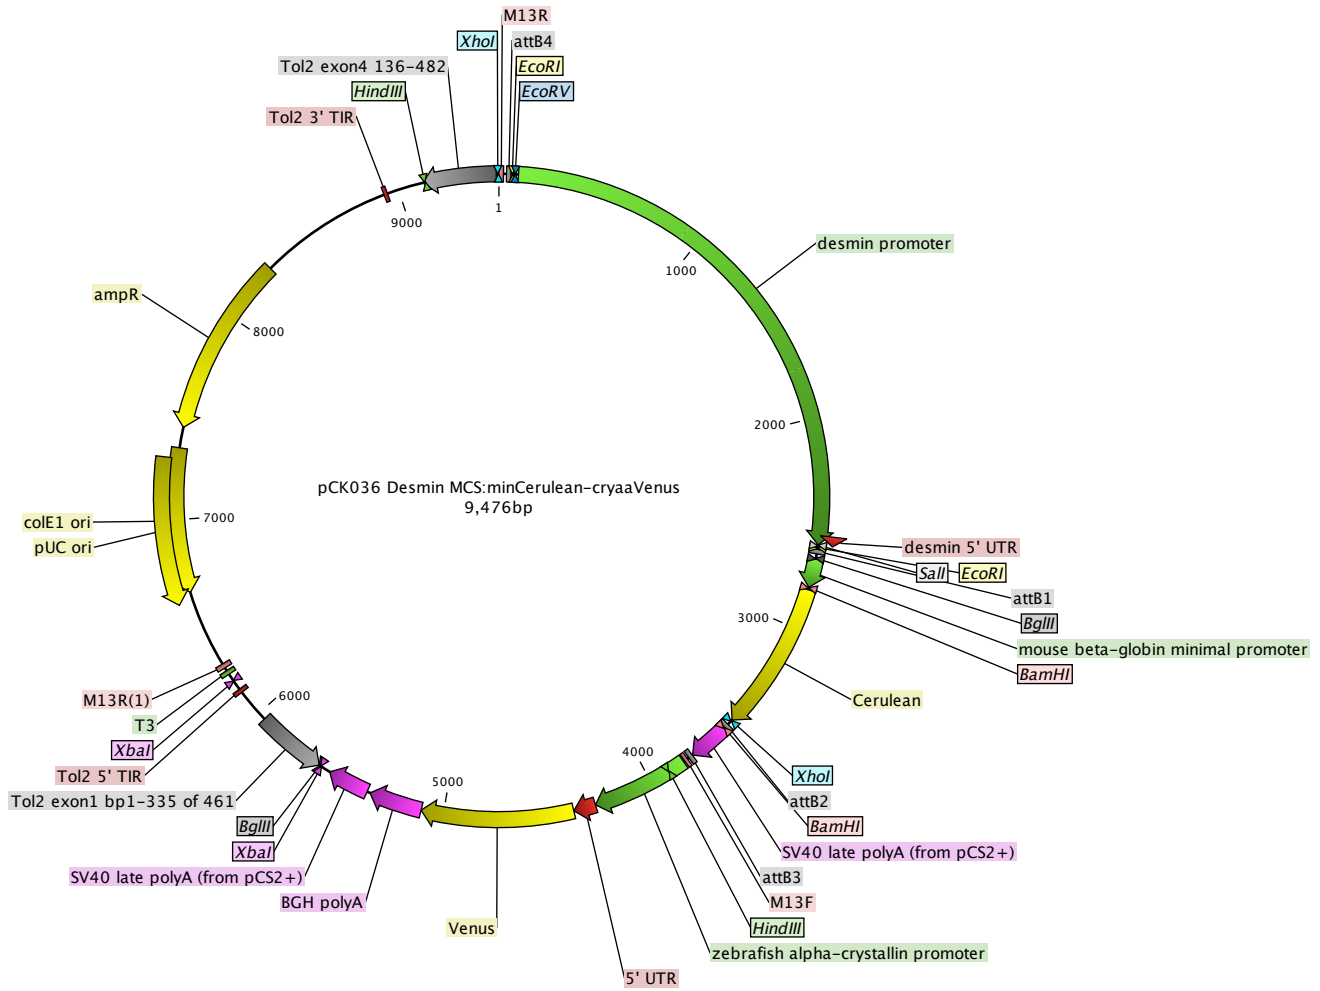 M13R
XhoI
attB4
Tol2 exon4 136-482
EcoRI
HindIII
EcoRV
Tol2 3' TIR
9000
1
desmin promoter
1000
ampR
8000
2000
pCK036 Desmin MCS:minCerulean-cryaaVenus
9,476bp
7000
colE1 ori
pUC ori
desmin 5' UTR
SalI
EcoRI
attB1
3000
BglII
mouse beta-globin minimal promoter
BamHI
6000
M13R(1)
Cerulean
T3
XbaI
4000
Tol2 5' TIR
XhoI
5000
Tol2 exon1 bp1-335 of 461
attB2
BglII
BamHI
XbaI
SV40 late polyA (from pCS2+)
SV40 late polyA (from pCS2+)
attB3
BGH polyA
M13F
Venus
HindIII
zebrafish alpha-crystallin promoter
5' UTR